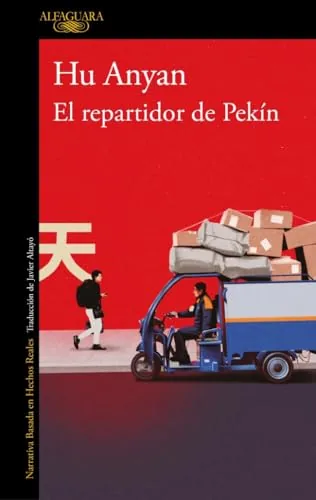 ALFAGUARA
Hu Anyan
El repartidor de Pekín
天
Narrativa Basada en Hechos Reales Traducción de Javier Altayó